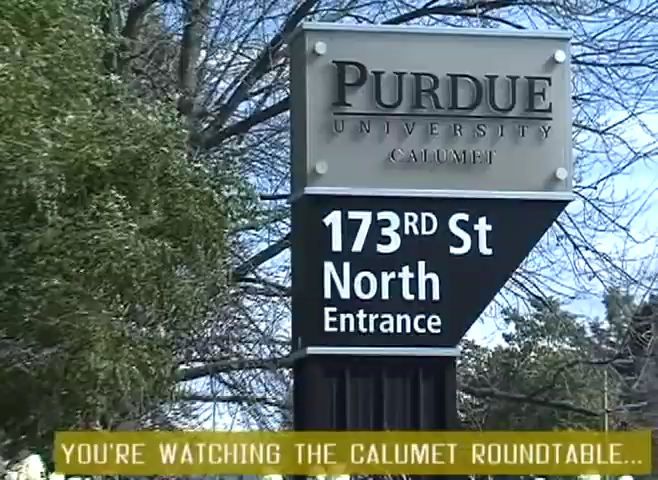 PURDUE
UNIVERSITY
CALUMET
173RD St
North
Entrance
YOU'RE WATCHING THE CALUMET ROUNDTABLE...